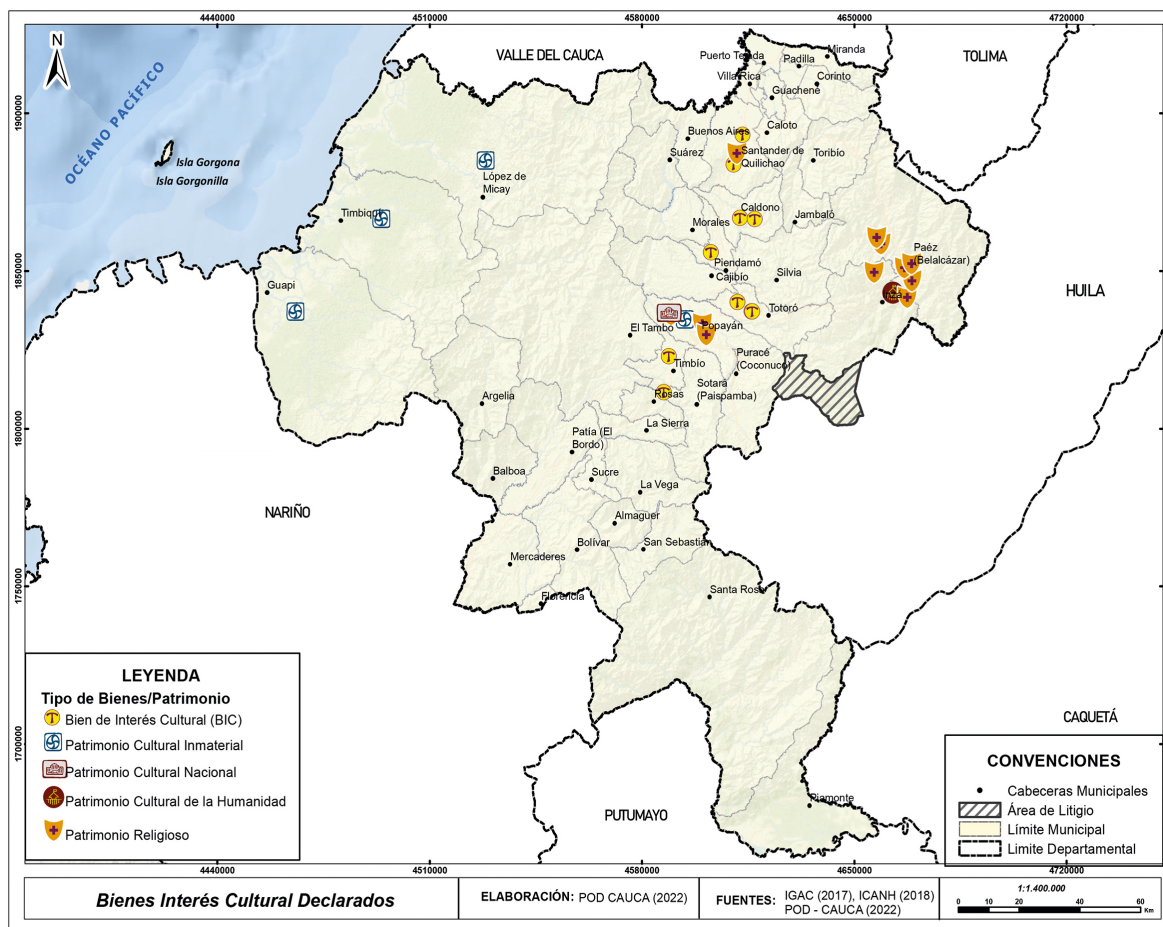 4440000
4510000
4580000
4650000
4720000
N
VALLE DEL CAUCA
TOLIMA
OCÉANO PACÍFICO
Isla Gorgona
Isla Gorgonilla
1900000
1850000
1800000
1750000
1700000
Miranda
Puerto Tejada
Padilla
Villa Rica
Corinto
Guachené
Buenos Aires
Caloto
Suárez
Santander de
Quilichao
Toribío
López de
Micay
Timbiquí
Caldono
Jambaló
Morales
Paéz
(Belalcázar)
Piendamó
Cajibío
Silvia
Guapi
Totoró
El Tambo
Popayán
HUILA
Timbío
Puracé
(Coconuco)
Rosas
Sotará
(Paispamba)
Argelia
La Sierra
Patía (El
Bordo)
Balboa
Sucre
La Vega
NARIÑO
Almaguer
Bolívar
San Sebastián
Mercaderes
Florencia
Santa Rosa
CAQUETÁ
PUTUMAYO
Piamonte
LEYENDA
Tipo de Bienes/Patrimonio
Bien de Interés Cultural (BIC)
Patrimonio Cultural Inmaterial
Patrimonio Cultural Nacional
Patrimonio Cultural de la Humanidad
Patrimonio Religioso
CONVENCIONES
Cabeceras Municipales
Área de Litigio
Límite Municipal
Limite Departamental
4440000
4510000
4580000
4650000
4720000
Bienes Interés Cultural Declarados
ELABORACIÓN: POD CAUCA (2022)
FUENTES: IGAC (2017), ICANH (2018)
POD - CAUCA (2022)
1:1.400.000
0 10 20 40 60
Km